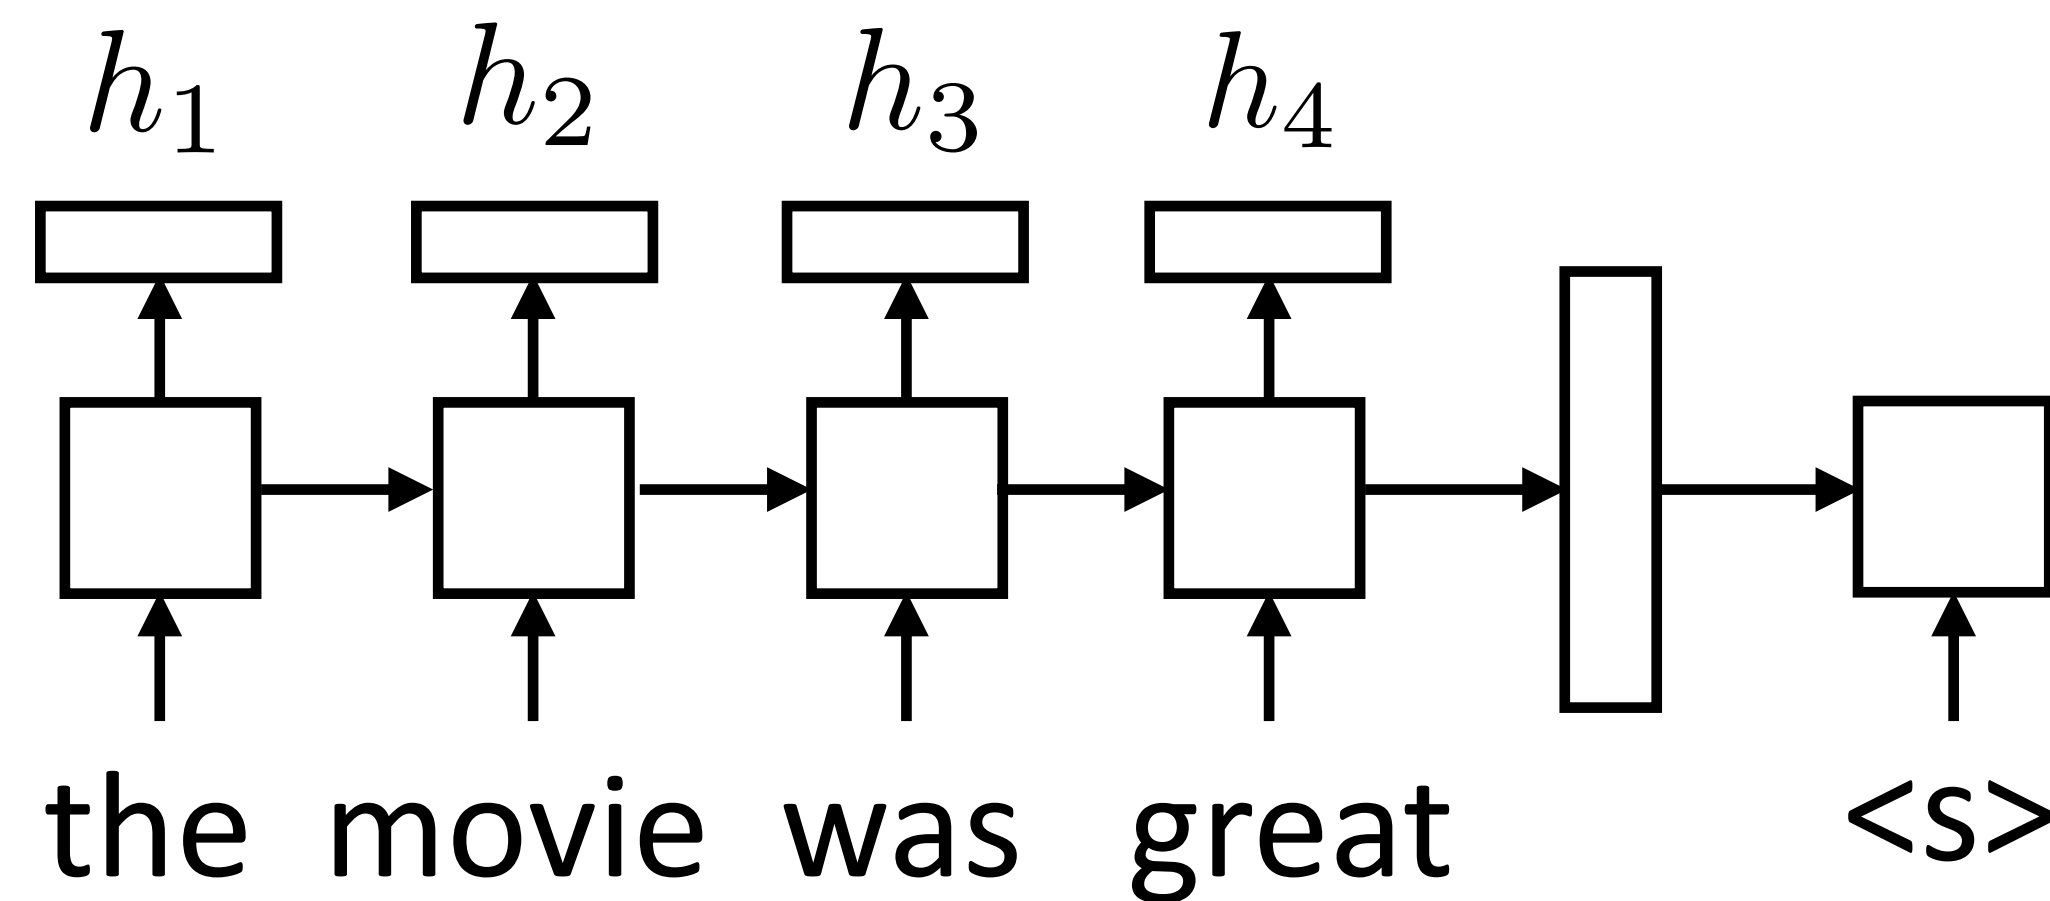 h₁ h₂ h₃ h₄
the movie was great <s>